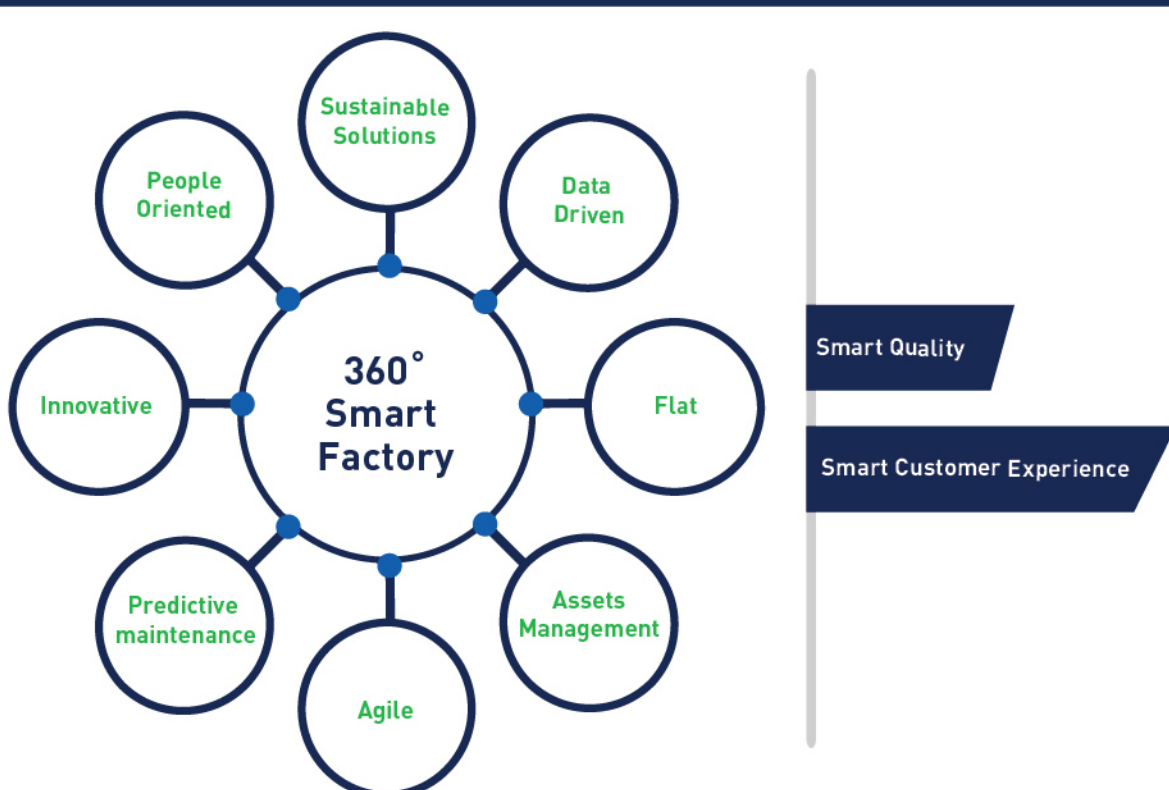 Sustainable
Solutions
People
Oriented
Data
Driven
360°
Smart
Factory
Innovative
Flat
Predictive
maintenance
Assets
Management
Agile
Smart Quality
Smart Customer Experience